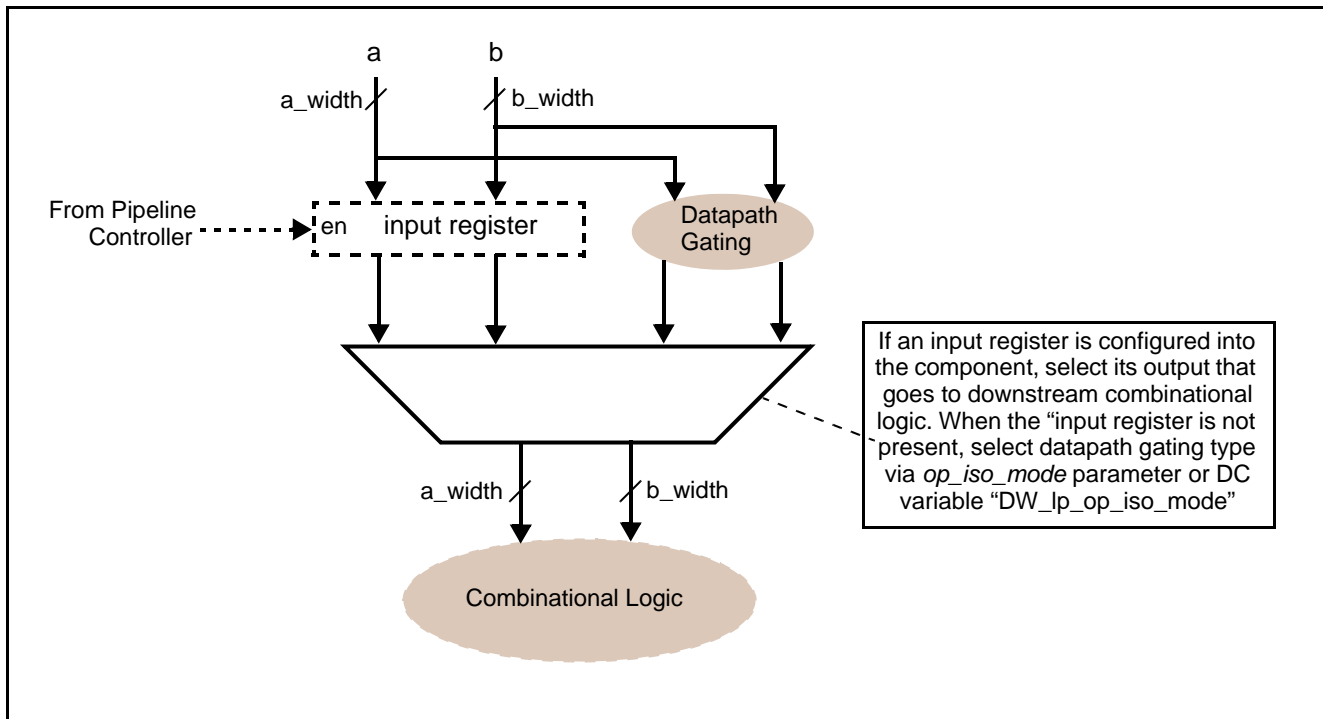 a
b
a_width
b_width
From Pipeline
Controller
en
input register
Datapath
Gating
If an input register is configured into
the component, select its output that
goes to downstream combinational
logic. When the “input register is not
present, select datapath gating type
via op_iso_mode parameter or DC
variable “DW_lp_op_iso_mode”
a_width
b_width
Combinational Logic